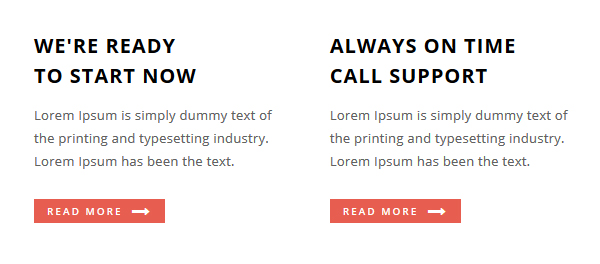 WE'RE READY
TO START NOW
Lorem Ipsum is simply dummy text of
the printing and typesetting industry.
Lorem Ipsum has been the text.
READ MORE
ALWAYS ON TIME
CALL SUPPORT
Lorem Ipsum is simply dummy text of
the printing and typesetting industry.
Lorem Ipsum has been the text.
READ MORE